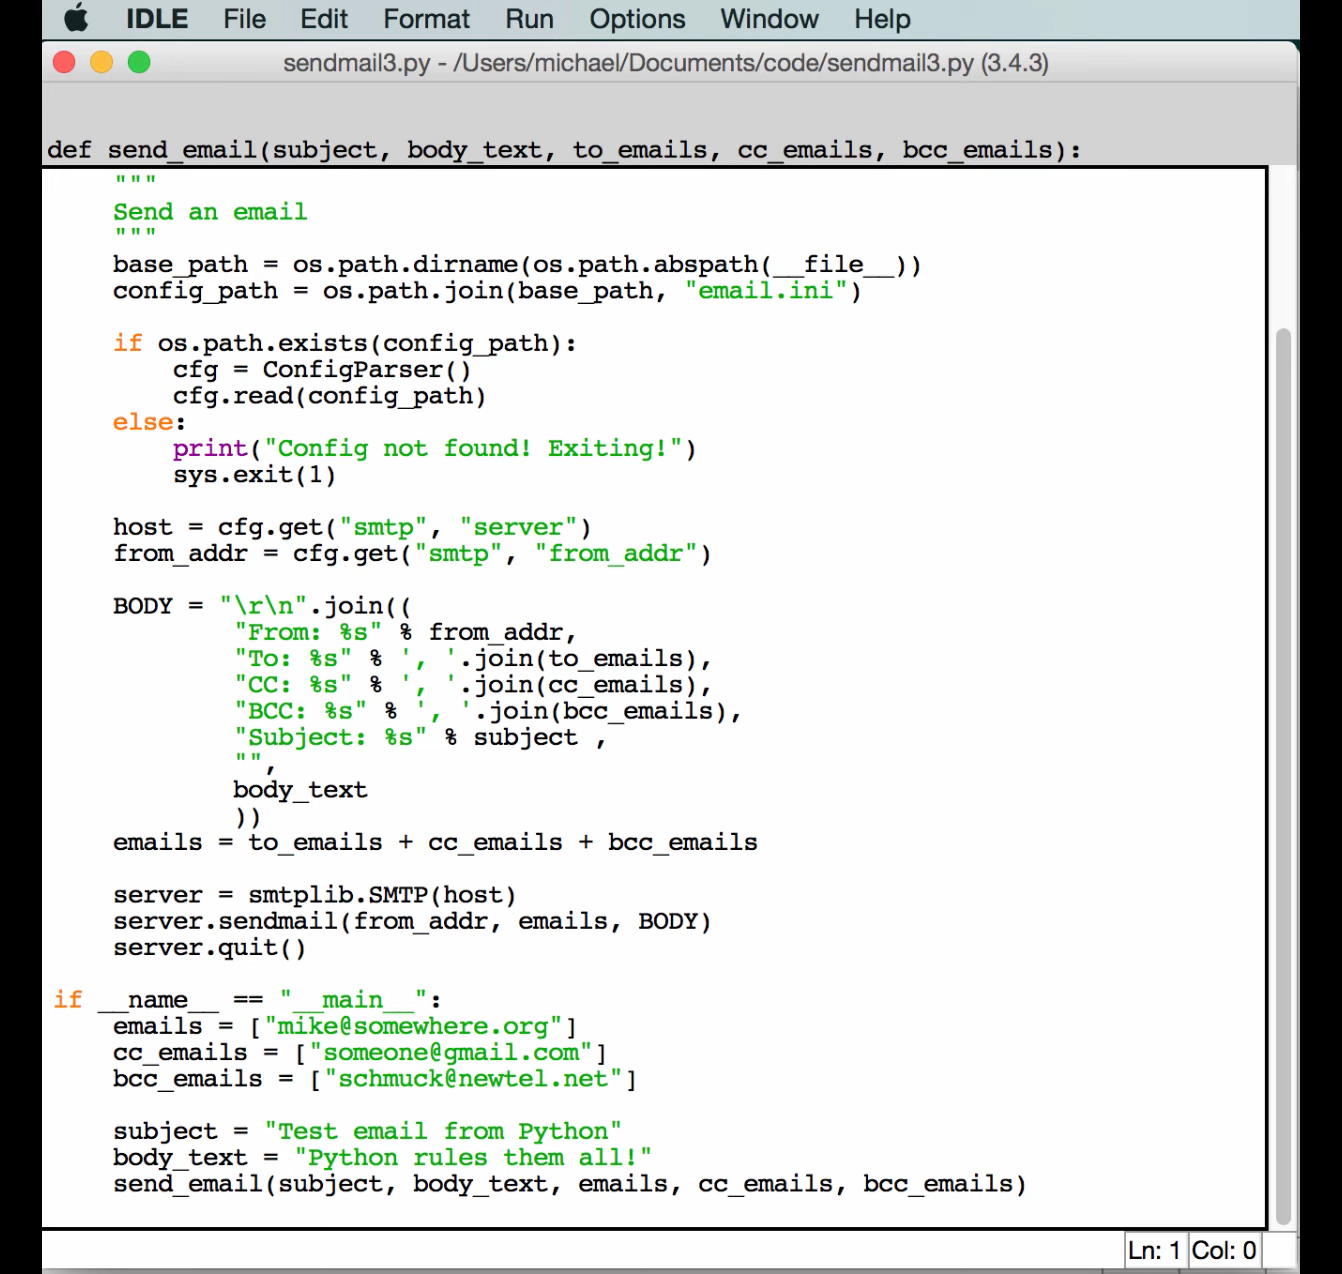 IDLE File Edit Format Run Options Window Help
sendmail3.py - /Users/michael/Documents/code/sendmail3.py (3.4.3)
def send_email(subject, body_text, to_emails, cc_emails, bcc_emails):
    """
    Send an email
    """
    base_path = os.path.dirname(os.path.abspath(__file__))
    config_path = os.path.join(base_path, "email.ini")

    if os.path.exists(config_path):
        cfg = ConfigParser()
        cfg.read(config_path)
    else:
        print("Config not found! Exiting!")
        sys.exit(1)

    host = cfg.get("smtp", "server")
    from_addr = cfg.get("smtp", "from_addr")

    BODY = "\r\n".join((
            "From: %s" % from_addr,
            "To: %s" % ', '.join(to_emails),
            "CC: %s" % ', '.join(cc_emails),
            "BCC: %s" % ', '.join(bcc_emails),
            "Subject: %s" % subject ,
            "",
            body_text
            ))
    emails = to_emails + cc_emails + bcc_emails

    server = smtplib.SMTP(host)
    server.sendmail(from_addr, emails, BODY)
    server.quit()

if __name__ == "__main__":
    emails = ["mike@somewhere.org"]
    cc_emails = ["someone@gmail.com"]
    bcc_emails = ["schmuck@newtel.net"]

    subject = "Test email from Python"
    body_text = "Python rules them all!"
    send_email(subject, body_text, emails, cc_emails, bcc_emails)
Ln: 1 Col: 0